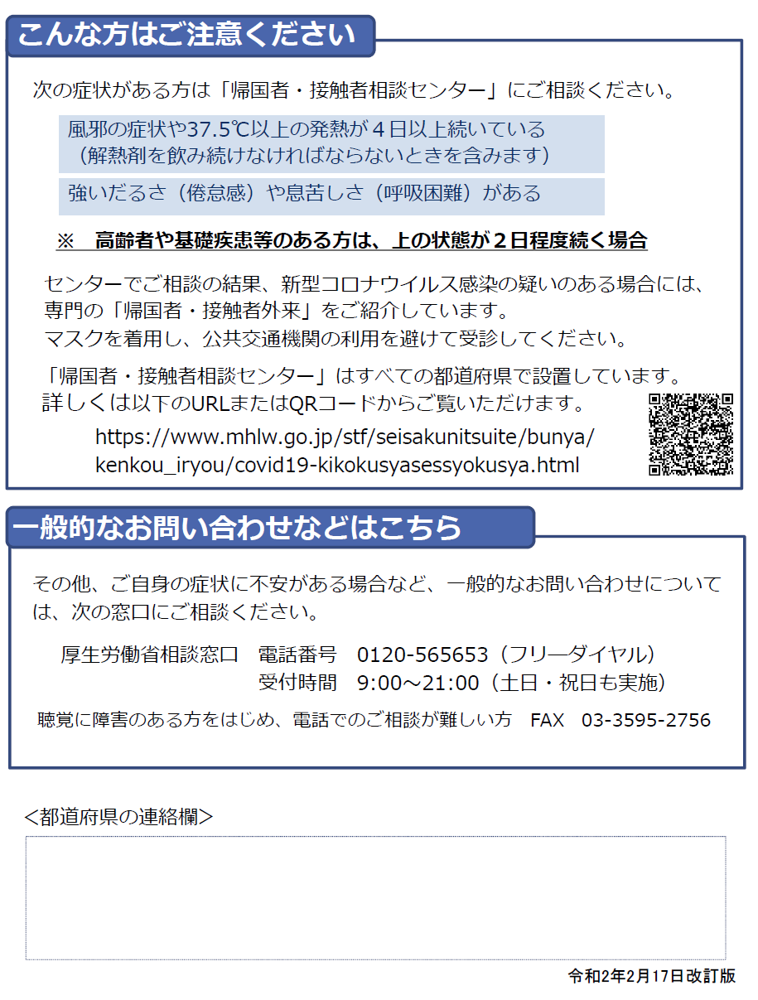 こんな方はご注意ください
次の症状がある方は「帰国者・接触者相談センター」にご相談ください。
風邪の症状や37.5℃以上の発熱が４日以上続いている
（解熱剤を飲み続けなければならないときを含みます）
強いだるさ（倦怠感）や息苦しさ（呼吸困難）がある
※　高齢者や基礎疾患等のある方は、上の状態が２日程度続く場合
センターでご相談の結果、新型コロナウイルス感染の疑いのある場合には、
専門の「帰国者・接触者外来」をご紹介しています。
マスクを着用し、公共交通機関の利用を避けて受診してください。
「帰国者・接触者相談センター」はすべての都道府県で設置しています。
詳しくは以下のURLまたはQRコードからご覧いただけます。
https://www.mhlw.go.jp/stf/seisakunitsuite/bunya/
kenkou_iryou/covid19-kikokusyasessyokusya.html
一般的なお問い合わせなどはこちら
その他、ご自身の症状に不安がある場合など、一般的なお問い合わせについて
は、次の窓口にご相談ください。
厚生労働省相談窓口　電話番号　0120-565653（フリーダイヤル）
受付時間　9:00～21:00（土日・祝日も実施）
聴覚に障害のある方をはじめ、電話でのご相談が難しい方　FAX　03-3595-2756
＜都道府県の連絡欄＞
令和2年2月17日改訂版